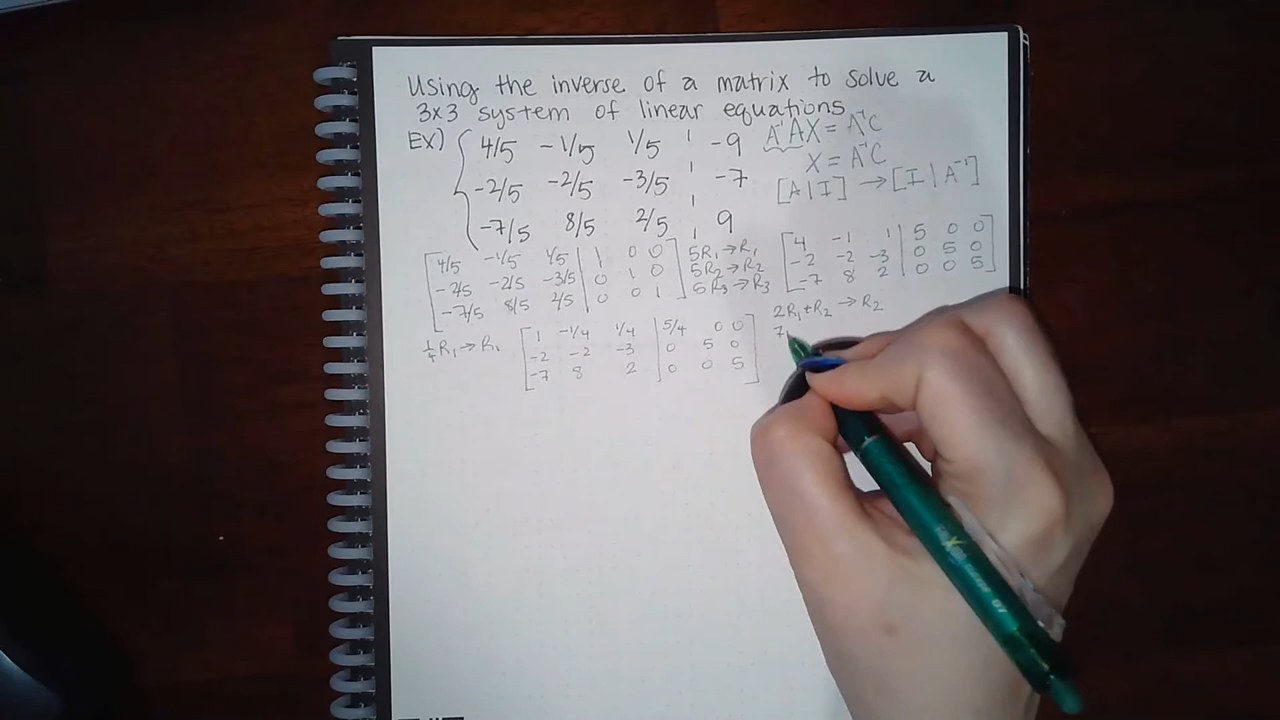 Using the inverse of a matrix to solve a
3x3 system of linear equations
EX) { 4/5 -1/5 1/5 | -9
-2/5 -2/5 -3/5 | -7
-7/5 8/5 2/5 | 9
A⁻¹AX = A⁻¹C
X = A⁻¹C
[A | I] → [I | A⁻¹]
[4/5 -1/5 1/5 | 1 0 0] 5R₁ → R₁
[-2/5 -2/5 -3/5 | 0 1 0] 5R₂ → R₂
[-7/5 8/5 2/5 | 0 0 1] 5R₃ → R₃
[4 -1 1 | 5 0 0]
[-2 -2 -3 | 0 5 0]
[-7 8 2 | 0 0 5]
1/4 R₁ → R₁
[1 -1/4 1/4 | 5/4 0 0]
[-2 -2 -3 | 0 5 0]
[-7 8 2 | 0 0 5]
2R₁+R₂ → R₂
7